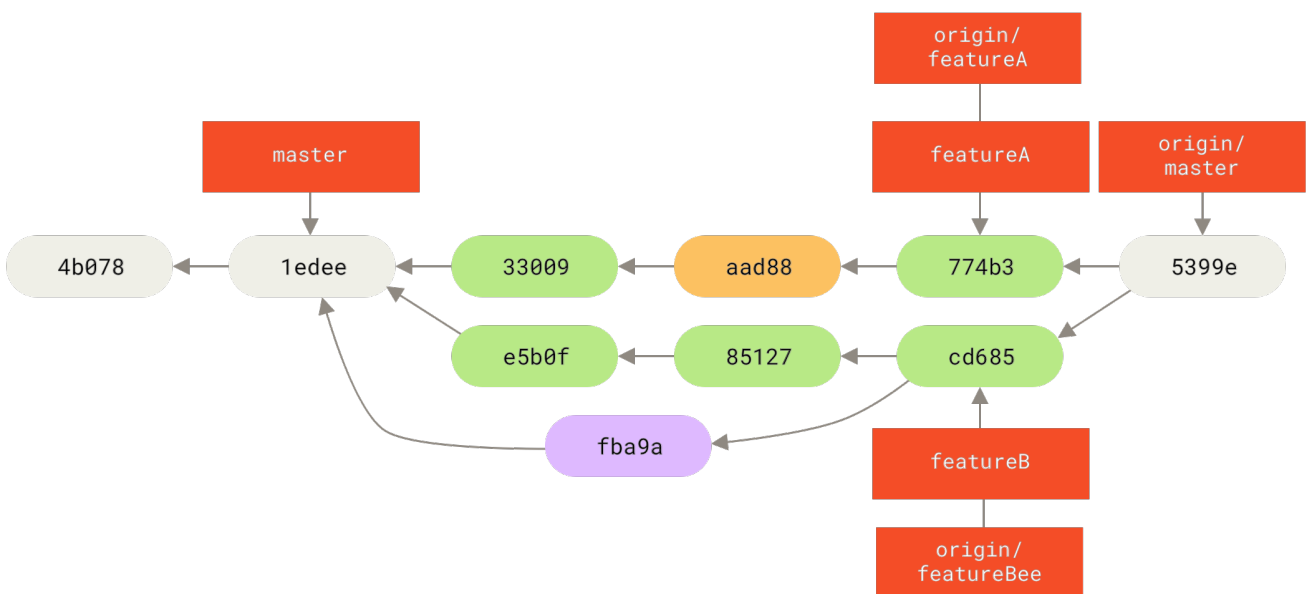 origin/
featureA
master
featureA
origin/
master
4b078
1edee
33009
aad88
774b3
5399e
e5b0f
85127
cd685
fba9a
featureB
origin/
featureBee